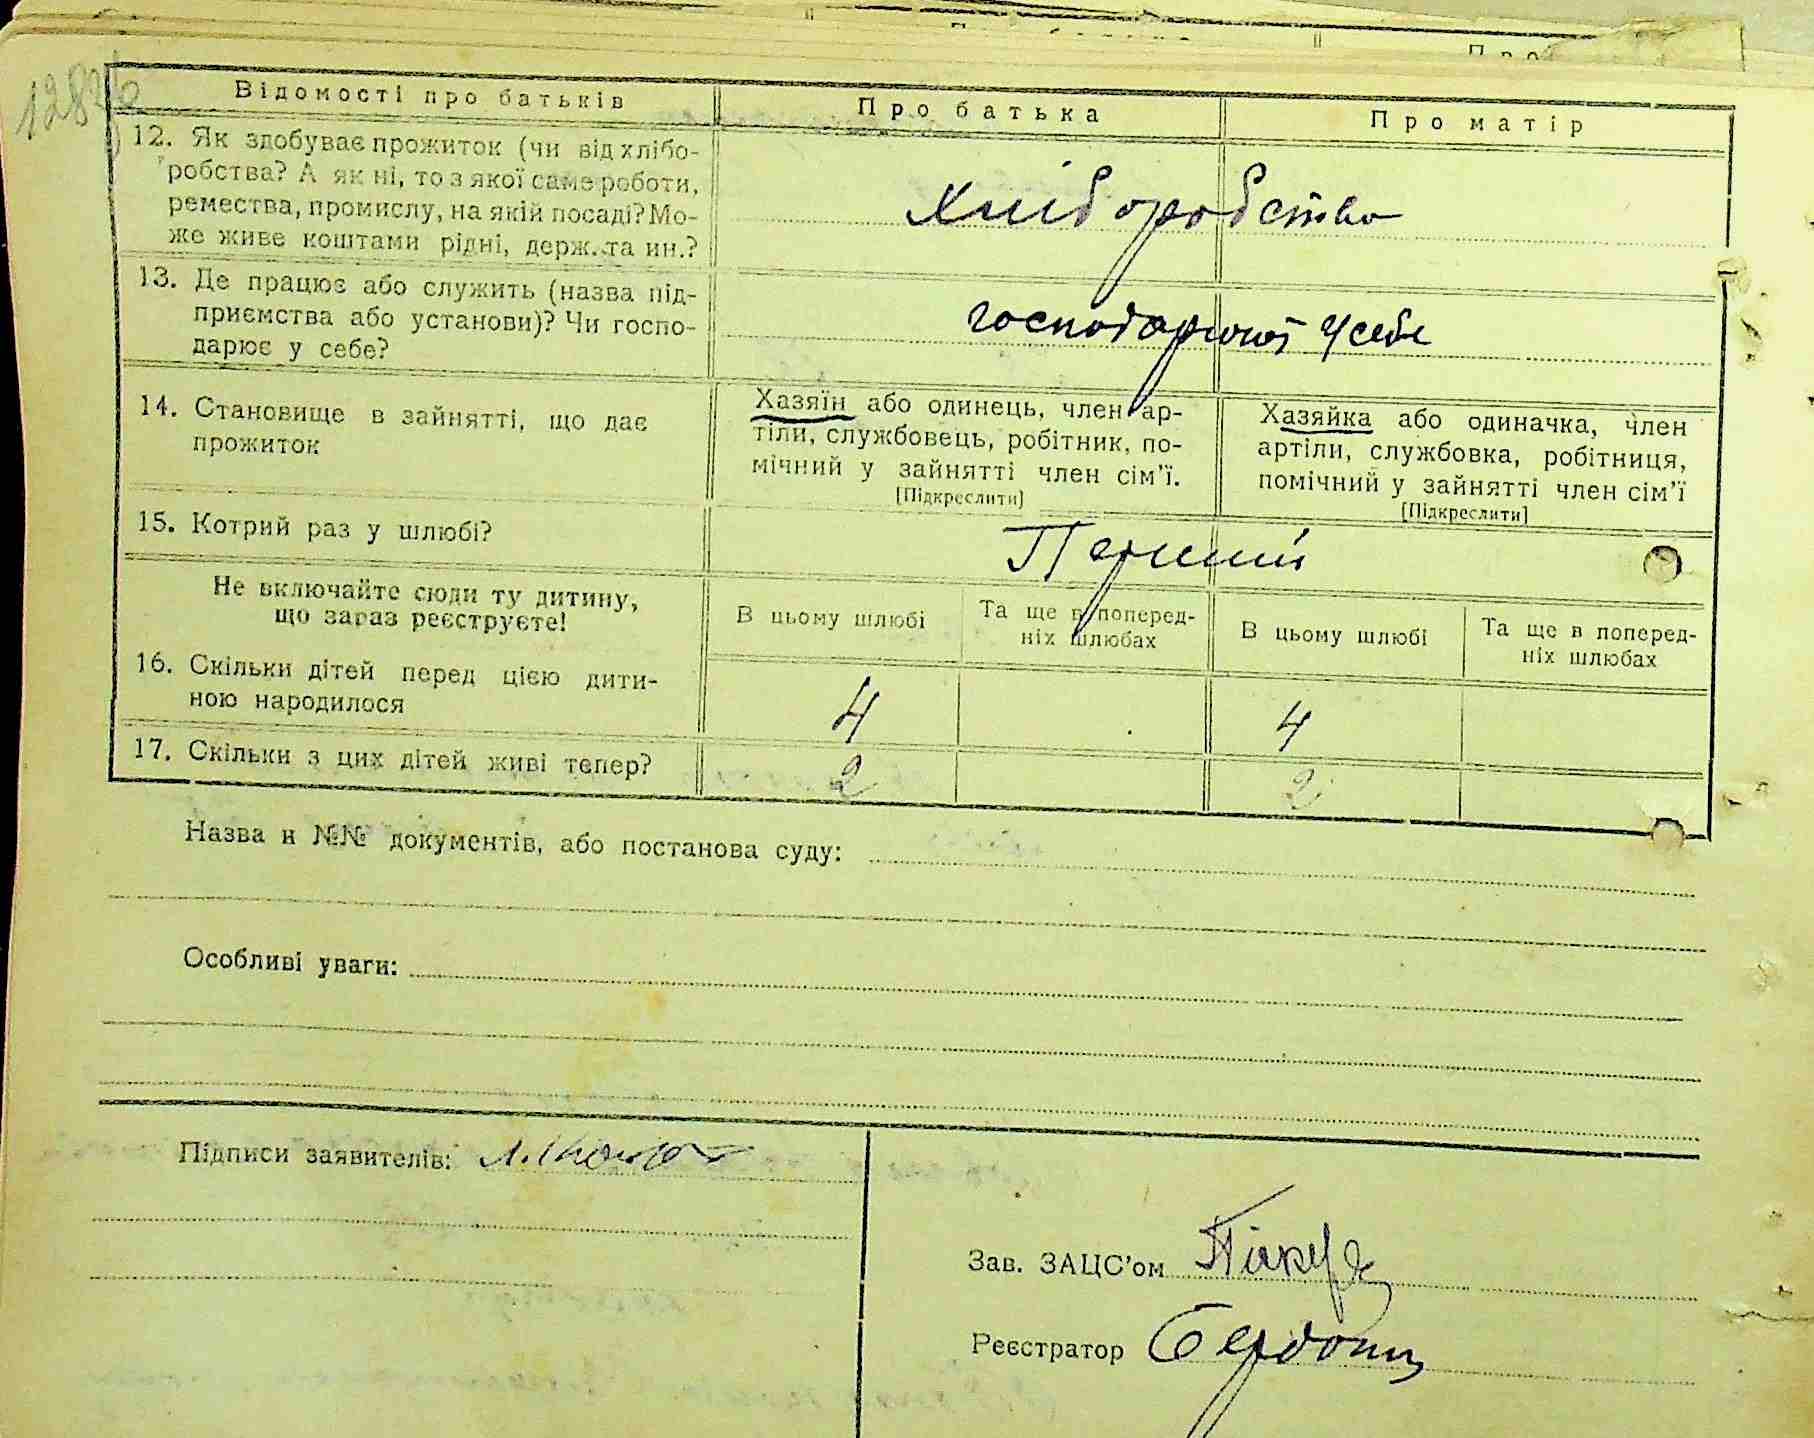 128
Відомості про батьків
Про батька
Про матір
12. Як здобуває прожиток (чи від хлібо-
робства? А як ні, то з якої саме роботи,
ремества, промислу, на якій посаді? Мо-
же живе коштами рідні, держ. та ин.?
Хліборобство
13. Де працює або служить (назва під-
приємства або установи)? Чи госпо-
дарює у себе?
господарюют у себе
14. Становище в зайнятті, що дає
прожиток
Хазяїн або одинець, член ар-
тіли, службовець, робітник, по-
мічний у зайнятті член сім'ї.
[Підкреслити]
Хазяйка або одиначка, член
артіли, службовка, робітниця,
помічний у зайнятті член сім'ї
[Підкреслити]
15. Котрий раз у шлюбі?
Перший
Не включайте сюди ту дитину,
що зараз реєструєте!
В цьому шлюбі
Та ще в поперед-
ніх шлюбах
В цьому шлюбі
Та ще в поперед-
ніх шлюбах
16. Скільки дітей перед цією дити-
ною народилося
4
4
17. Скільки з цих дітей живі тепер?
2
2
Назва и №№ документів, або постанова суду:
Особливі уваги:
Підписи заявителів:
Зав. ЗАЦС'ом
Реєстратор